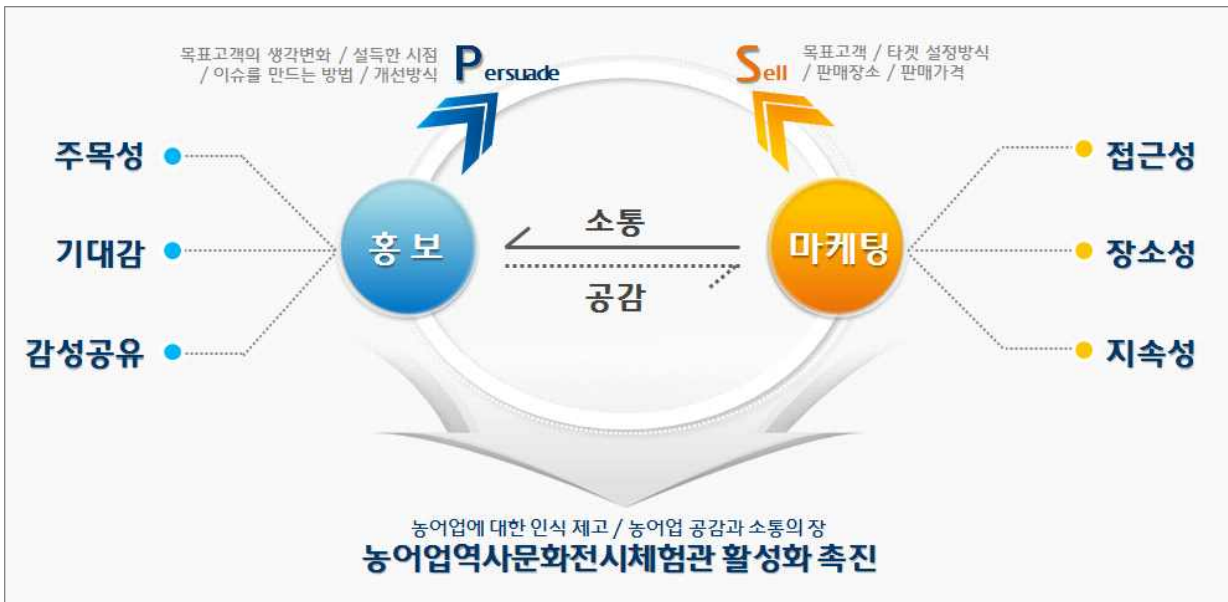 목표고객의 생각변화 / 설득한 시점
/ 이슈를 만드는 방법 / 개선방식
Persuade
Sell
목표고객 / 타겟 설정방식
/ 판매장소 / 판매가격
주목성
기대감
감성공유
홍 보
소통
공감
마케팅
접근성
장소성
지속성
농어업에 대한 인식 제고 / 농어업 공감과 소통의 장
농어업역사문화전시체험관 활성화 촉진